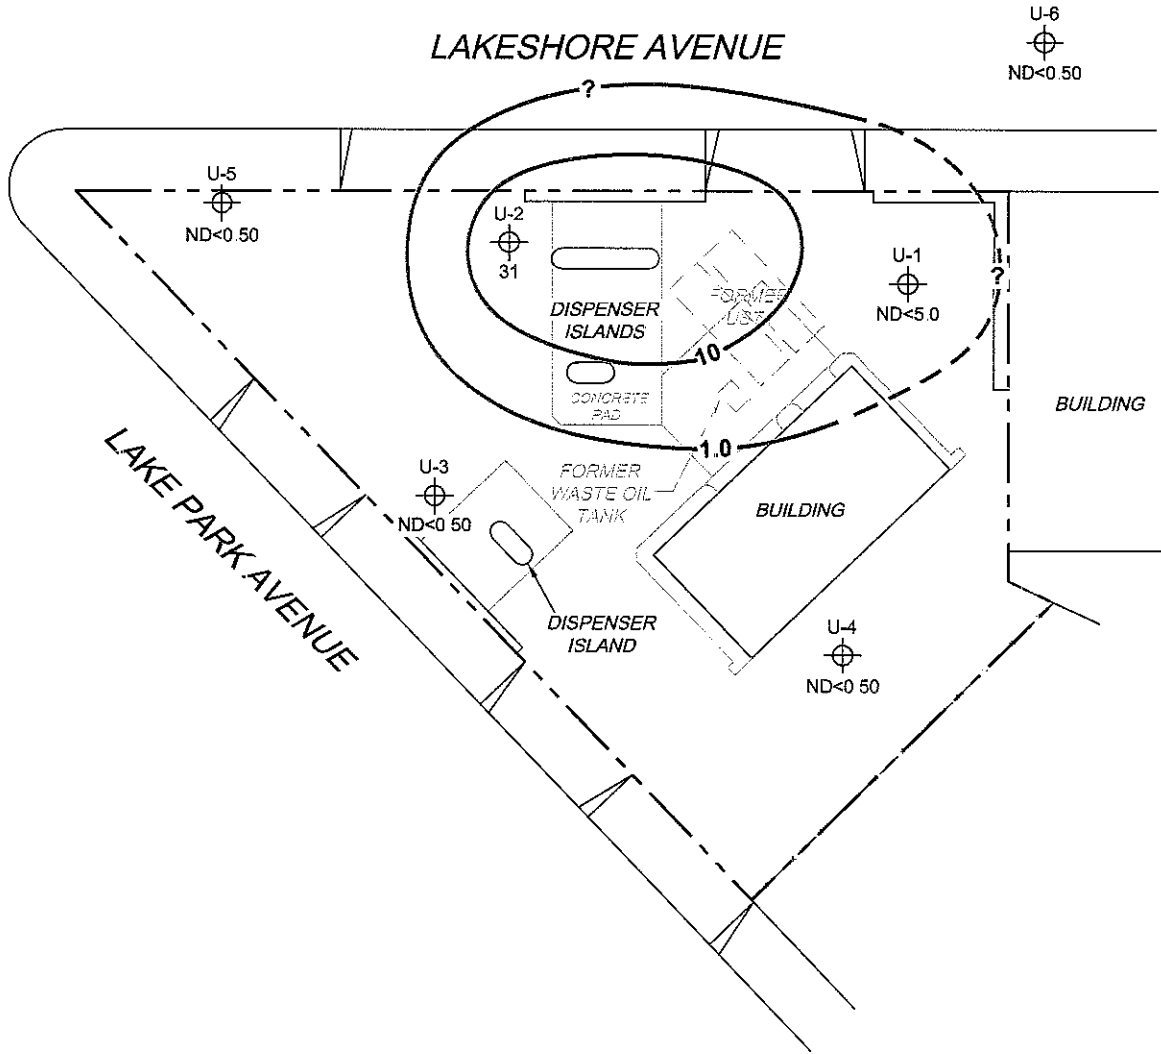 U-6
LAKESHORE AVENUE
ND<0.50
?
U-5
ND<0.50
U-2
31
U-1
ND<5.0
?
FORMER
UST
DISPENSER
ISLANDS
10
CONCRETE
PAD
BUILDING
1.0
LAKE PARK AVENUE
U-3
ND<0 50
FORMER
WASTE OIL
TANK
BUILDING
DISPENSER
ISLAND
U-4
ND<0 50